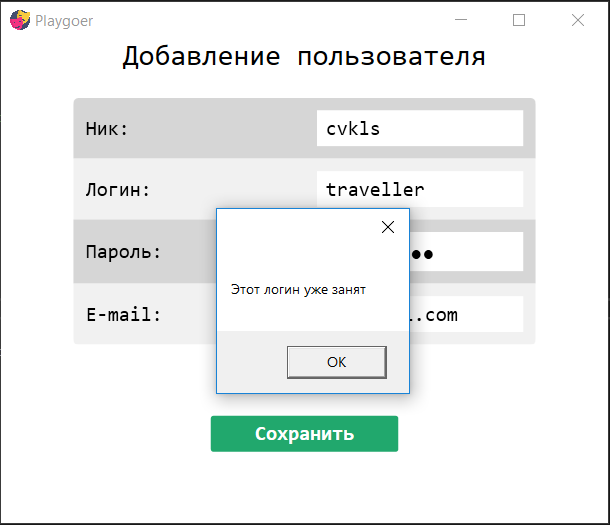 Playgoer
Добавление пользователя
Ник: cvkls
Логин: traveller
Пароль: ●●
E-mail: .com
Этот логин уже занят
OK
Сохранить